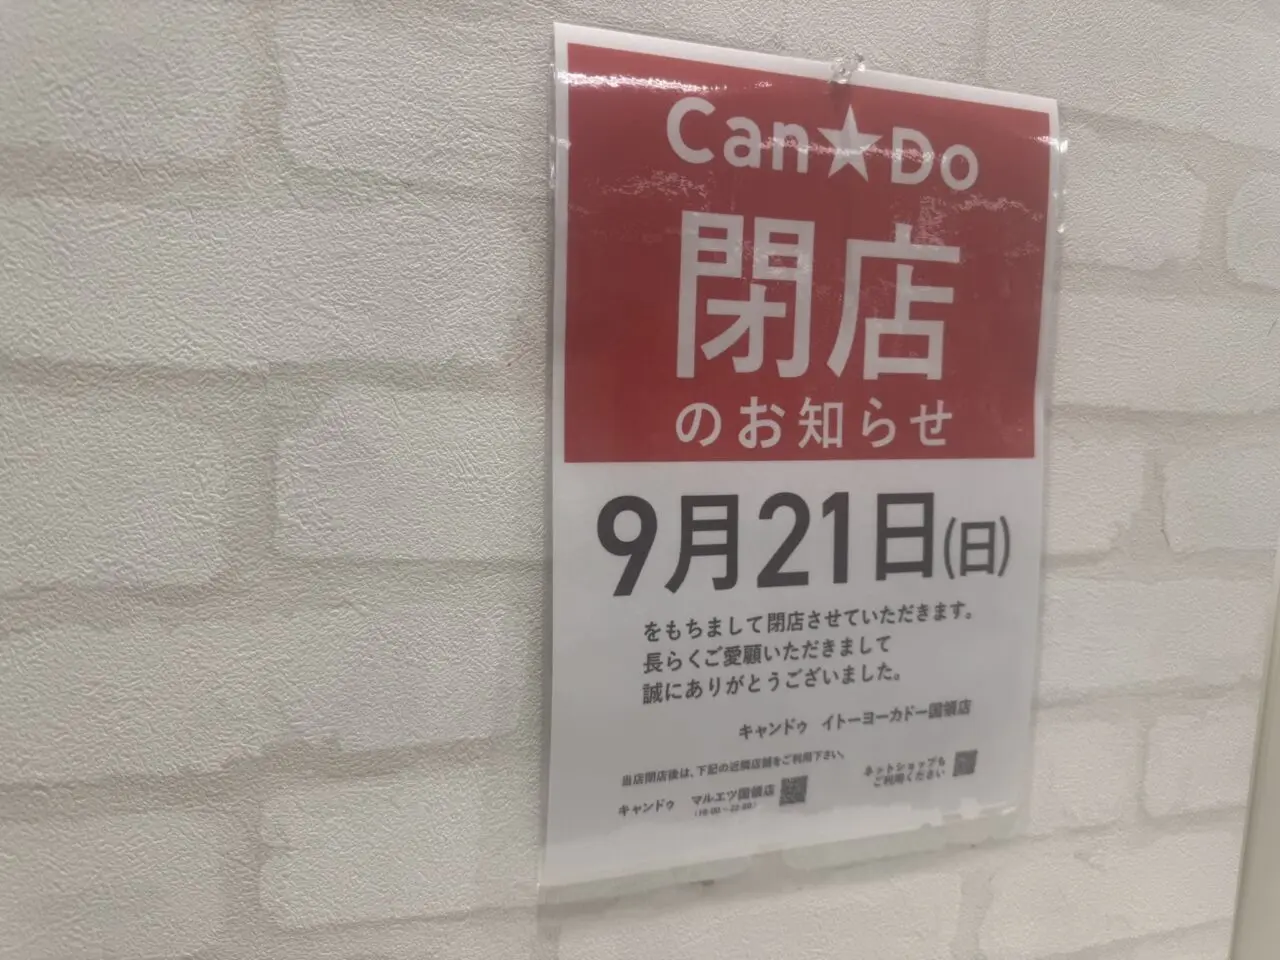 Can★Do
閉店
のお知らせ
9月21日(日)
をもちまして閉店させていただきます。
長らくご愛願いただきまして
誠にありがとうございました。
キャンドゥ イトーヨーカドー国領店
当店閉店後は、下記の近隣店舗をご利用下さい。
キャンドゥ マルエツ国領店
ネットショップも
ご利用ください